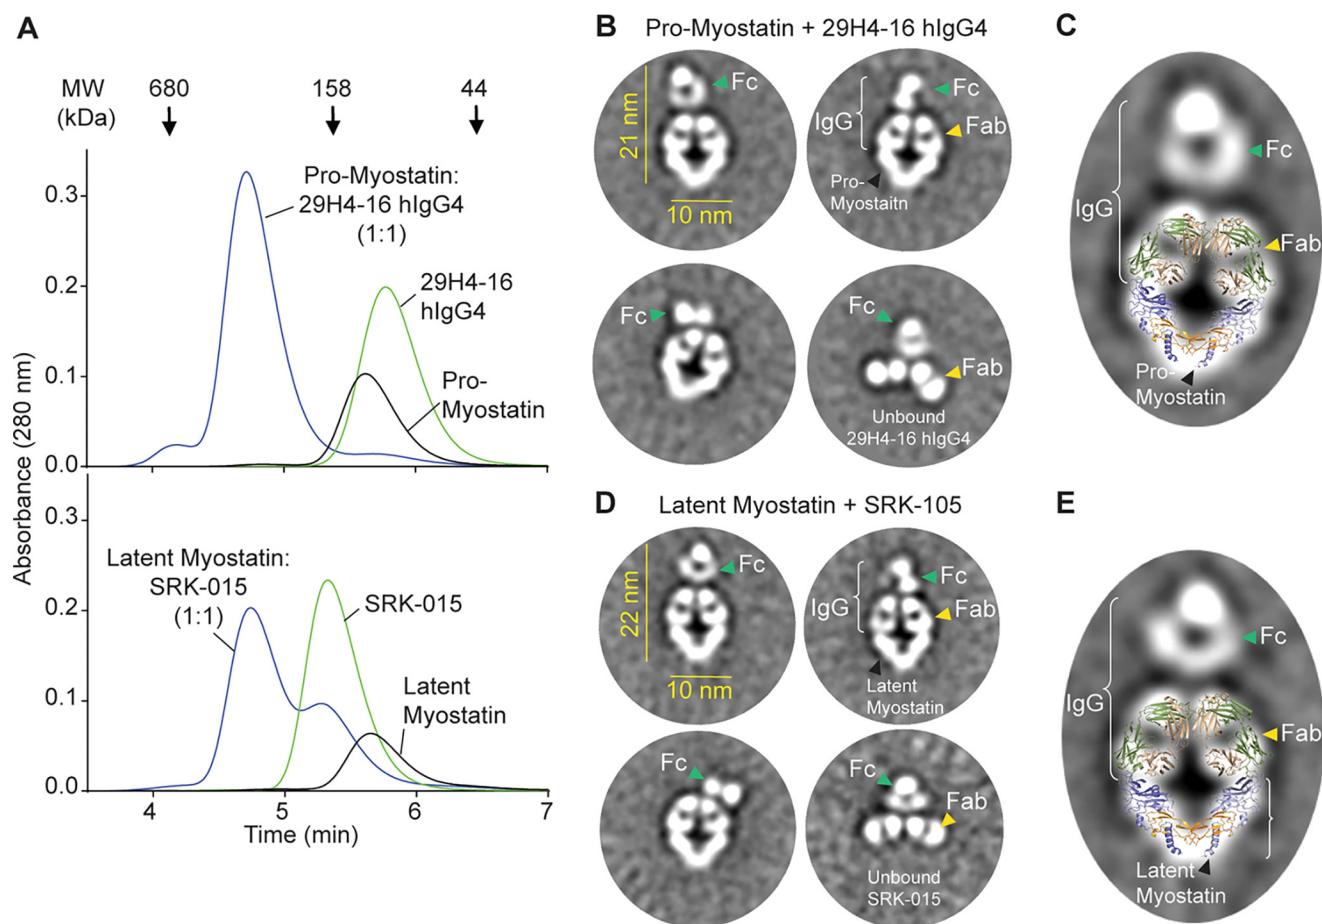 A
MW
(kDa)
680
158
44
Absorbance (280 nm)
0.3
0.2
0.1
0.0
Pro-Myostatin:
29H4-16 hIgG4
(1:1)
29H4-16
hIgG4
Pro-
Myostatin
0.3
0.2
0.1
0.0
Latent Myostatin:
SRK-015
(1:1)
SRK-015
Latent
Myostatin
4
5
6
7
Time (min)
B
Pro-Myostatin + 29H4-16 hIgG4
21 nm
Fc
10 nm
IgG
Fc
Fab
Pro-
Myostaitn
Fc
Fc
Fab
Unbound
29H4-16 hIgG4
C
IgG
Fc
Fab
Pro-
Myostatin
D
Latent Myostatin + SRK-105
22 nm
Fc
10 nm
IgG
Fc
Fab
Latent
Myostatin
Fc
Fc
Fab
Unbound
SRK-015
E
IgG
Fc
Fab
Latent
Myostatin